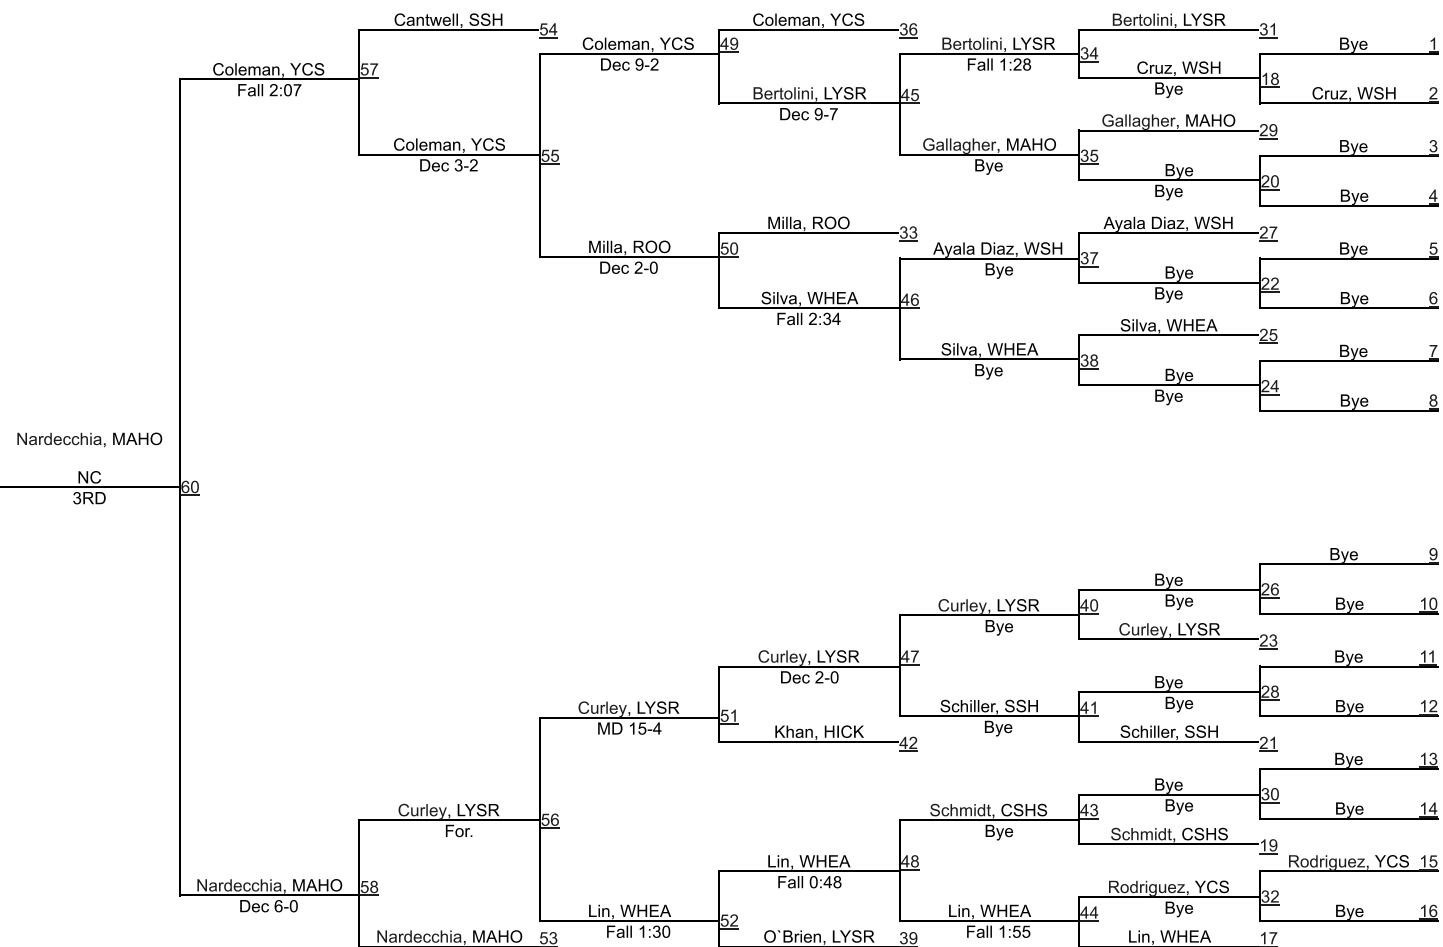 Cantwell, SSH
54
Coleman, YCS
36
Bertolini, LYSR
31
Coleman, YCS
49
Dec 9-2
Bertolini, LYSR
34
Fall 1:28
Bye
1
Coleman, YCS
57
Fall 2:07
Cruz, WSH
18
Bye
Bertolini, LYSR
45
Dec 9-7
Cruz, WSH
2
Gallagher, MAHO
29
Coleman, YCS
55
Dec 3-2
Gallagher, MAHO
35
Bye
Bye
3
Bye
20
Bye
Bye
4
Milla, ROO
33
Ayala Diaz, WSH
27
Milla, ROO
50
Dec 2-0
Ayala Diaz, WSH
37
Bye
Bye
5
Bye
22
Bye
Silva, WHEA
46
Fall 2:34
Bye
6
Silva, WHEA
25
Silva, WHEA
38
Bye
Bye
7
Bye
24
Bye
Bye
8
Nardecchia, MAHO
NC
60
3RD
Bye
9
Bye
26
Bye
Curley, LYSR
40
Bye
Bye
10
Curley, LYSR
23
Curley, LYSR
47
Dec 2-0
Bye
11
Bye
28
Bye
Curley, LYSR
51
MD 15-4
Schiller, SSH
41
Bye
Bye
12
Khan, HICK
42
Schiller, SSH
21
Bye
13
Bye
30
Bye
Curley, LYSR
56
For.
Schmidt, CSHS
43
Bye
Bye
14
Schmidt, CSHS
19
Lin, WHEA
48
Fall 0:48
Rodriguez, YCS
15
Nardecchia, MAHO
58
Dec 6-0
Rodriguez, YCS
32
Bye
Lin, WHEA
52
Fall 1:30
Lin, WHEA
44
Fall 1:55
Bye
16
Nardecchia, MAHO
53
O`Brien, LYSR
39
Lin, WHEA
17